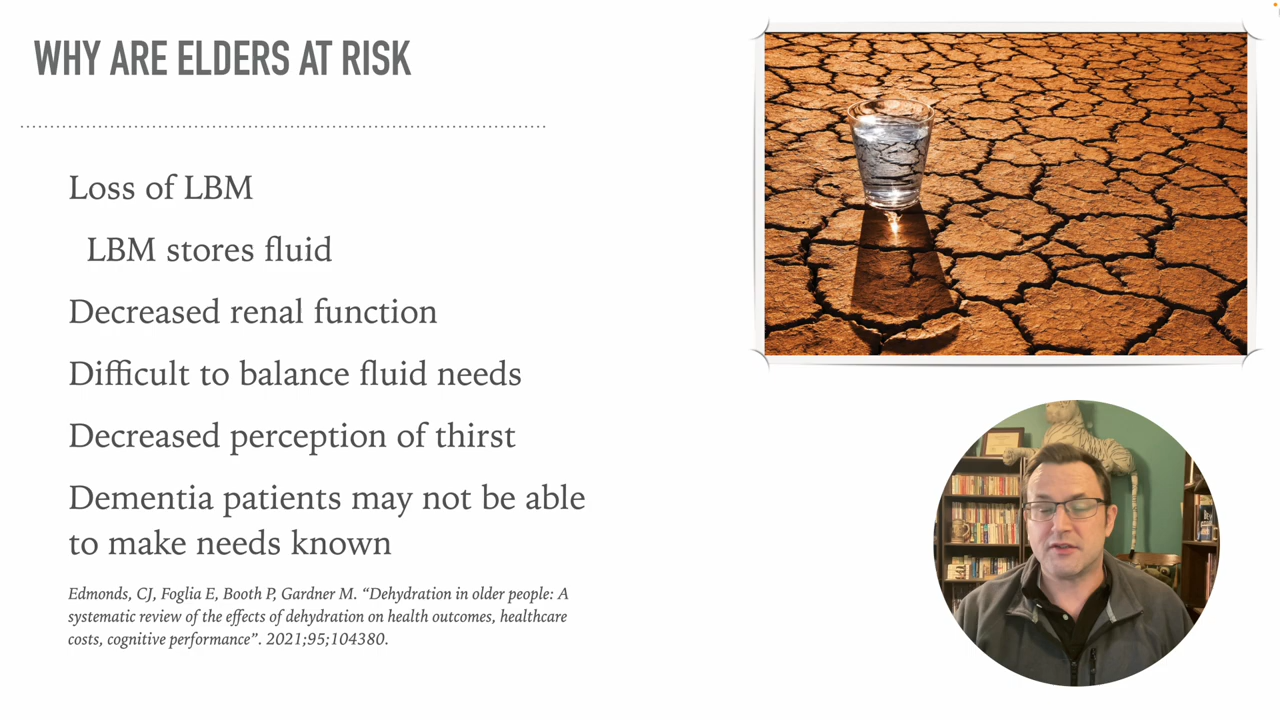 WHY ARE ELDERS AT RISK
Loss of LBM
LBM stores fluid
Decreased renal function
Difficult to balance fluid needs
Decreased perception of thirst
Dementia patients may not be able
to make needs known
Edmonds, CJ, Foglia E, Booth P, Gardner M. “Dehydration in older people: A
systematic review of the effects of dehydration on health outcomes, healthcare
costs, cognitive performance”. 2021;95;104380.